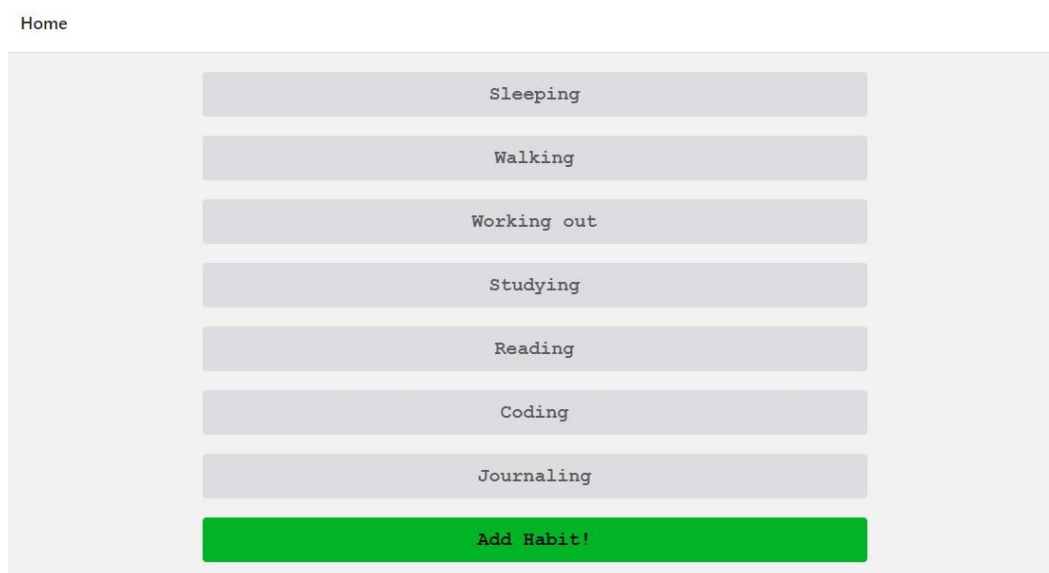 Home
Sleeping
Walking
Working out
Studying
Reading
Coding
Journaling
Add Habit!